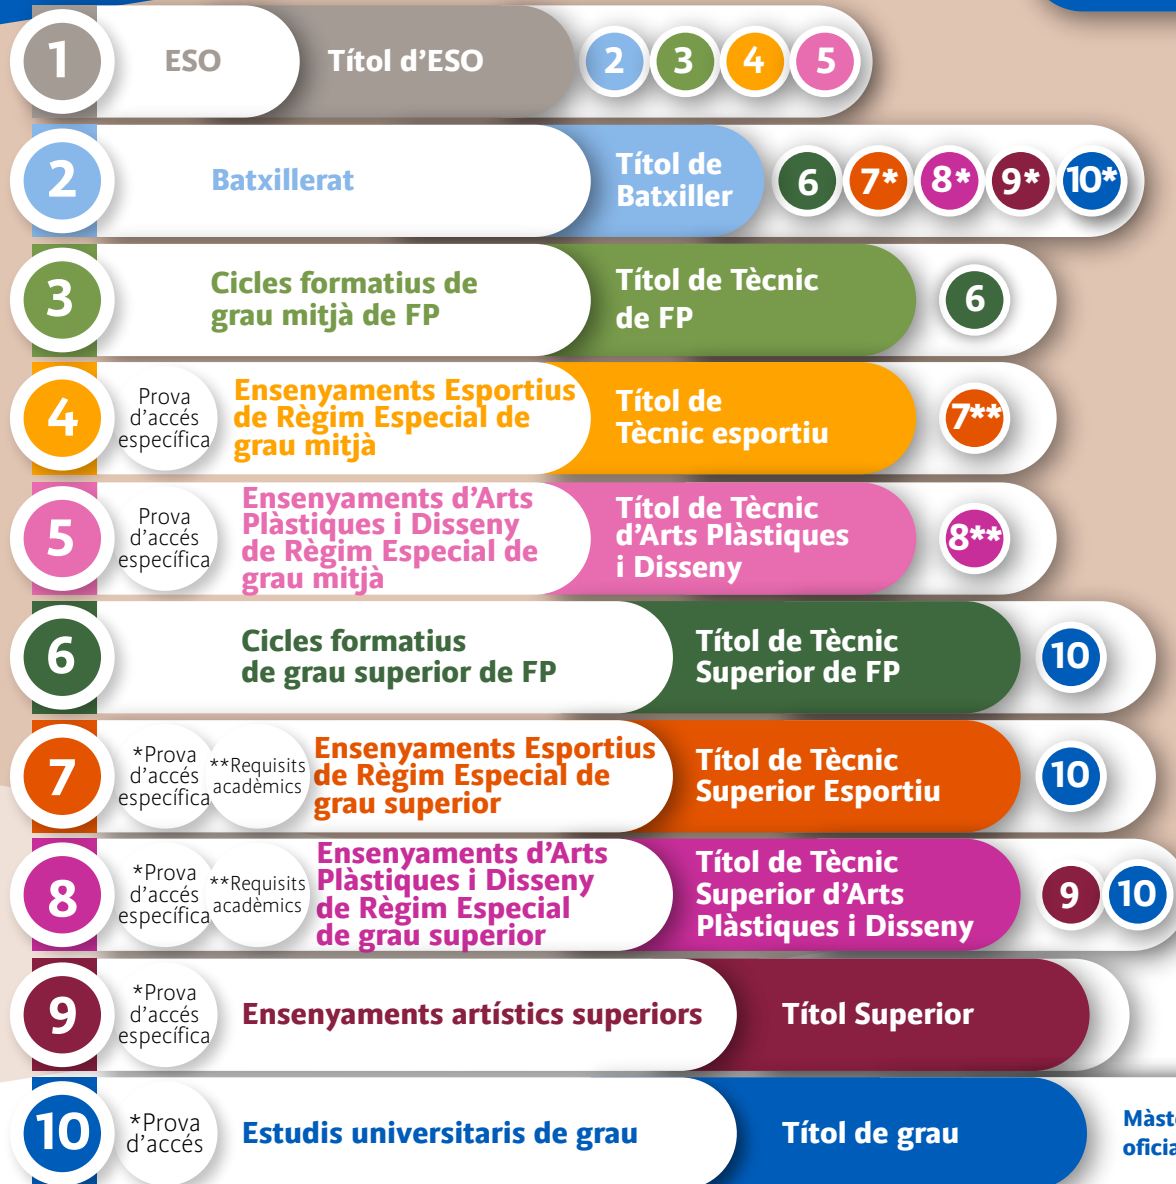 1
ESO
Títol d’ESO
2 3 4 5
2
Batxillerat
Títol de
Batxiller
6 7* 8* 9* 10*
3
Cicles formatius de
grau mitjà de FP
Títol de Tècnic
de FP
6
4
Prova
d’accés
específica
Ensenyaments Esportius
de Règim Especial de
grau mitjà
Títol de
Tècnic esportiu
7**
5
Prova
d’accés
específica
Ensenyaments d’Arts
Plàstiques i Disseny
de Règim Especial de
grau mitjà
Títol de Tècnic
d’Arts Plàstiques
i Disseny
8**
6
Cicles formatius
de grau superior de FP
Títol de Tècnic
Superior de FP
10
7
*Prova
d’accés
específica
**Requisits
acadèmics
Ensenyaments Esportius
de Règim Especial de
grau superior
Títol de Tècnic
Superior Esportiu
10
8
*Prova
d’accés
específica
**Requisits
acadèmics
Ensenyaments d’Arts
Plàstiques i Disseny
de Règim Especial
de grau superior
Títol de Tècnic
Superior d’Arts
Plàstiques i Disseny
9 10
9
*Prova
d’accés
específica
Ensenyaments artístics superiors
Títol Superior
10
*Prova
d’accés
Estudis universitaris de grau
Títol de grau